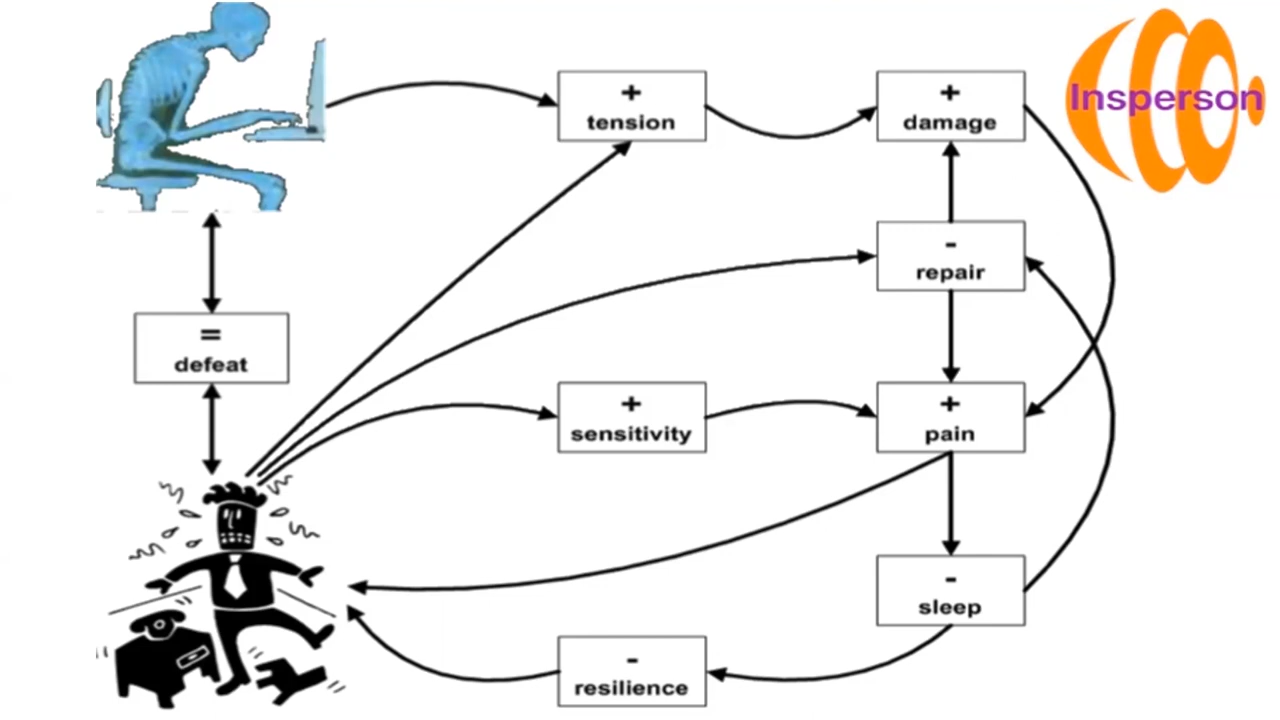 +
tension
+
damage
Insperson
-
repair
=
defeat
+
sensitivity
+
pain
-
sleep
-
resilience